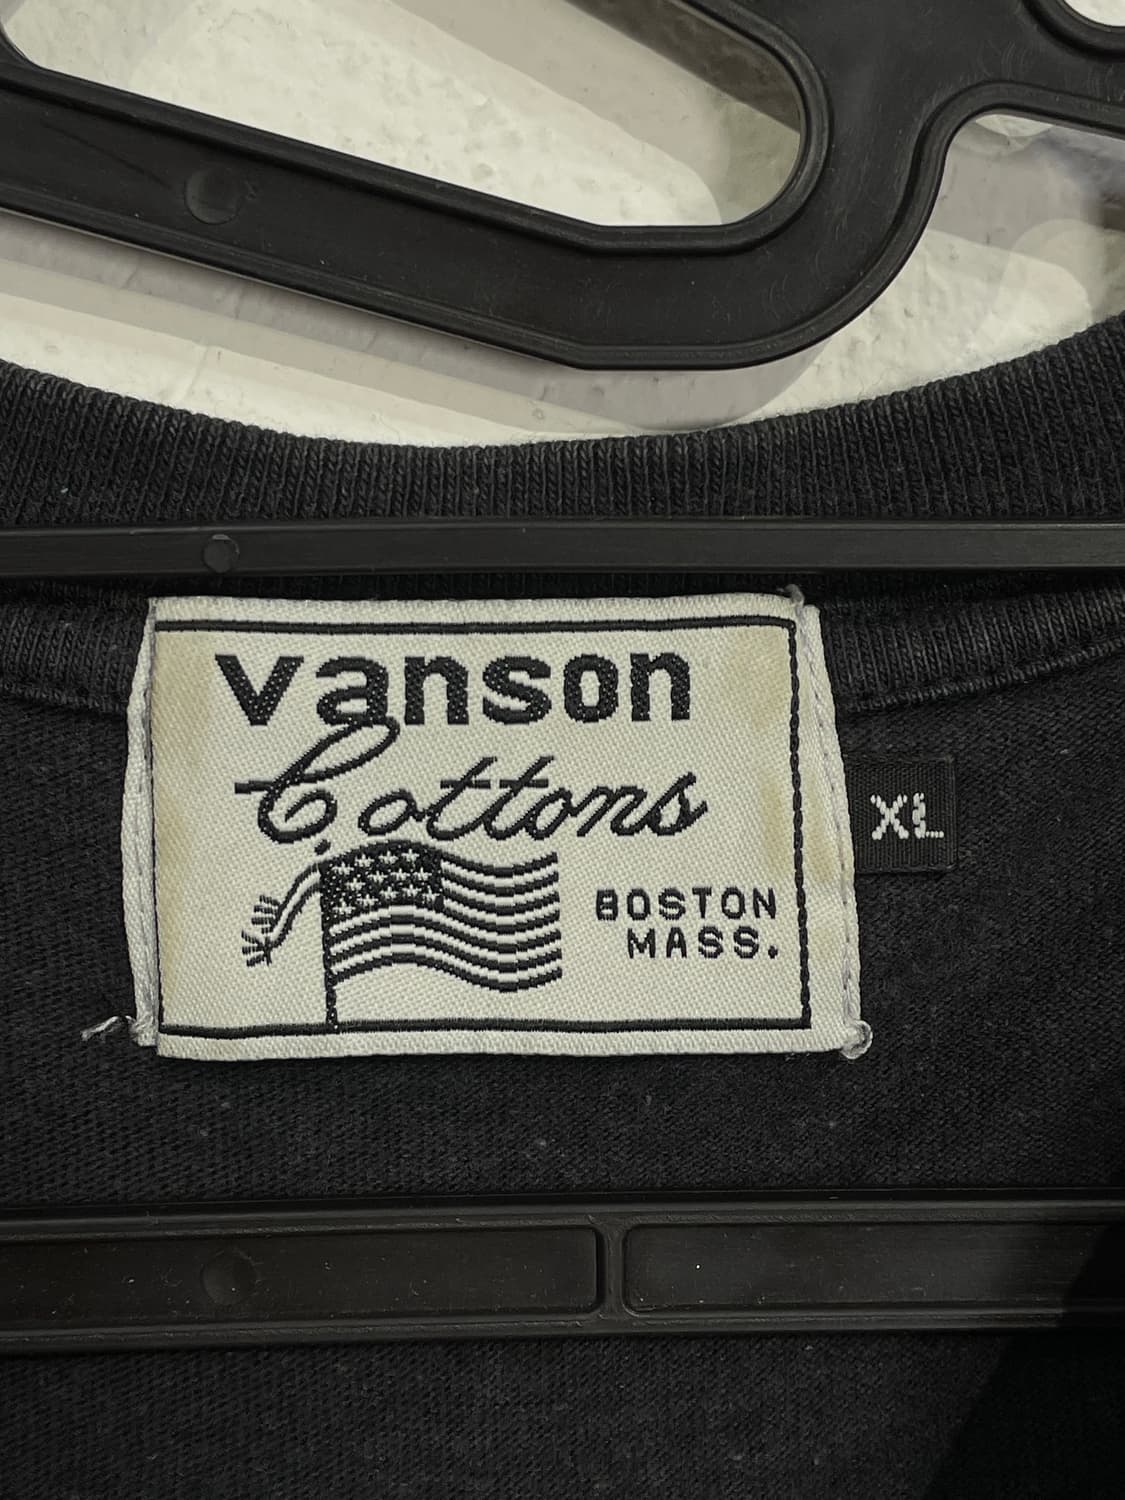 vanson
Cottons
BOSTON
MASS.
XL